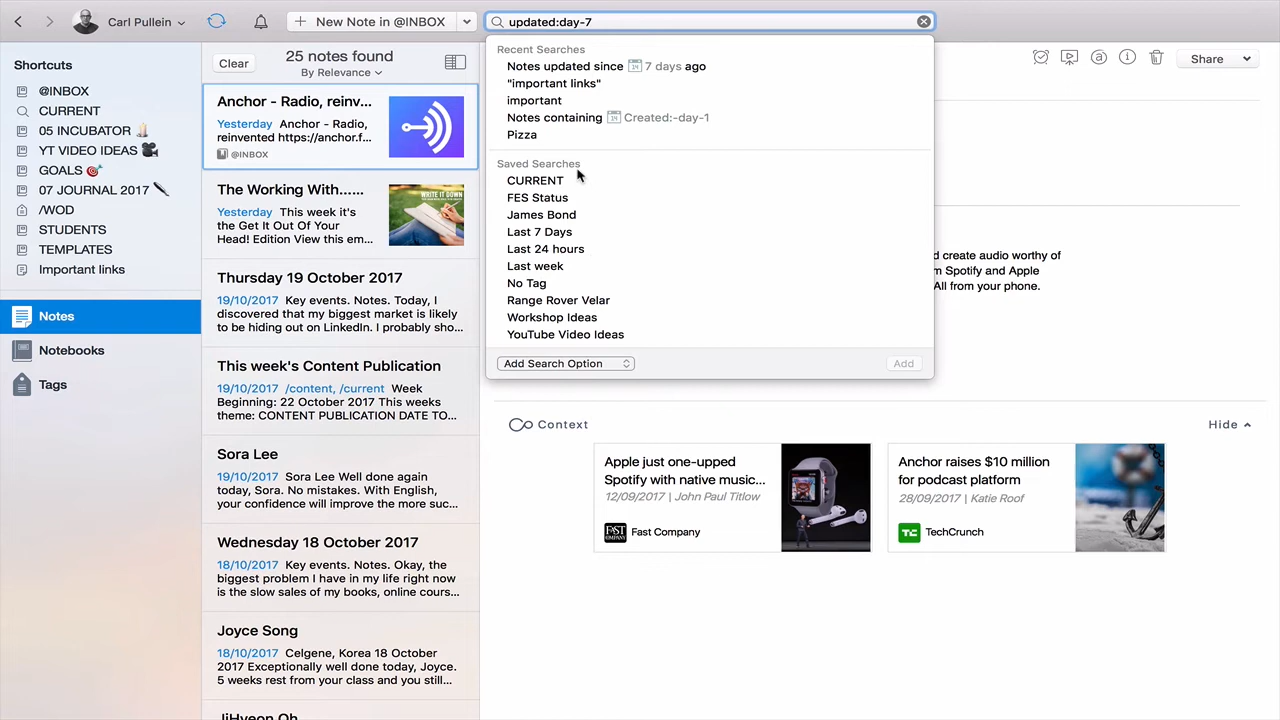 Carl Pullein
New Note in @INBOX
updated:day-7
Shortcuts
@INBOX
CURRENT
05 INCUBATOR
YT VIDEO IDEAS
GOALS
07 JOURNAL 2017
/WOD
STUDENTS
TEMPLATES
Important links
Notes
Notebooks
Tags
Clear
25 notes found
By Relevance
Anchor - Radio, reinv...
Yesterday Anchor - Radio,
reinvented https://anchor.f...
@INBOX
The Working With......
Yesterday This week it's
the Get It Out Of Your
Head! Edition View this em...
Thursday 19 October 2017
19/10/2017 Key events. Notes. Today, I
discovered that my biggest market is likely
to be hiding out on LinkedIn. I probably sho...
This week's Content Publication
19/10/2017 /content, /current Week
Beginning: 22 October 2017 This weeks
theme: CONTENT PUBLICATION DATE TO...
Sora Lee
19/10/2017 Sora Lee Well done again
today, Sora. No mistakes. With English,
your confidence will improve the more suc...
Wednesday 18 October 2017
18/10/2017 Key events. Notes. Okay, the
biggest problem I have in my life right now
is the slow sales of my books, online cours...
Joyce Song
18/10/2017 Celgene, Korea 18 October
2017 Exceptionally well done today, Joyce.
5 weeks rest from your class and you still...
JiHyeon Oh
WRITE IT DOWN
Recent Searches
Notes updated since 14 7 days ago
"important links"
important
Notes containing 14 Created:-day-1
Pizza
Saved Searches
CURRENT
FES Status
James Bond
Last 7 Days
Last 24 hours
Last week
No Tag
Range Rover Velar
Workshop Ideas
YouTube Video Ideas
Add Search Option
Add
Share
d create audio worthy of
m Spotify and Apple
All from your phone.
Context
Hide
Apple just one-upped
Spotify with native music...
12/09/2017 | John Paul Titlow
FAST COMPANY
Fast Company
Anchor raises $10 million
for podcast platform
28/09/2017 | Katie Roof
TC
TechCrunch